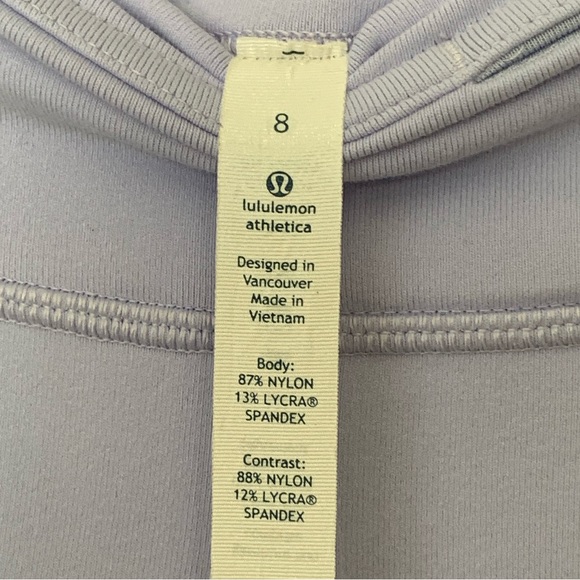 8
lululemon
athletica
Designed in
Vancouver
Made in
Vietnam
Body:
87% NYLON
13% LYCRA®
SPANDEX
Contrast:
88% NYLON
12% LYCRA®
SPANDEX